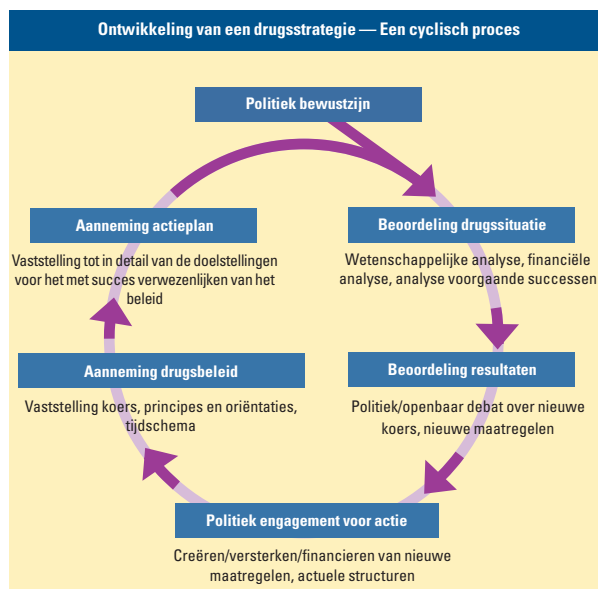 Ontwikkeling van een drugsstrategie — Een cyclisch proces
Politiek bewustzijn
Beoordeling drugssituatie
Wetenschappelijke analyse, financiële
analyse, analyse voorgaande successen
Beoordeling resultaten
Politiek/openbaar debat over nieuwe
koers, nieuwe maatregelen
Politiek engagement voor actie
Creëren/versterken/financieren van nieuwe
maatregelen, actuele structuren
Aanneming drugsbeleid
Vaststelling koers, principes en oriëntaties,
tijdschema
Aanneming actieplan
Vaststelling tot in detail van de doelstellingen
voor het met succes verwezenlijken van het
beleid